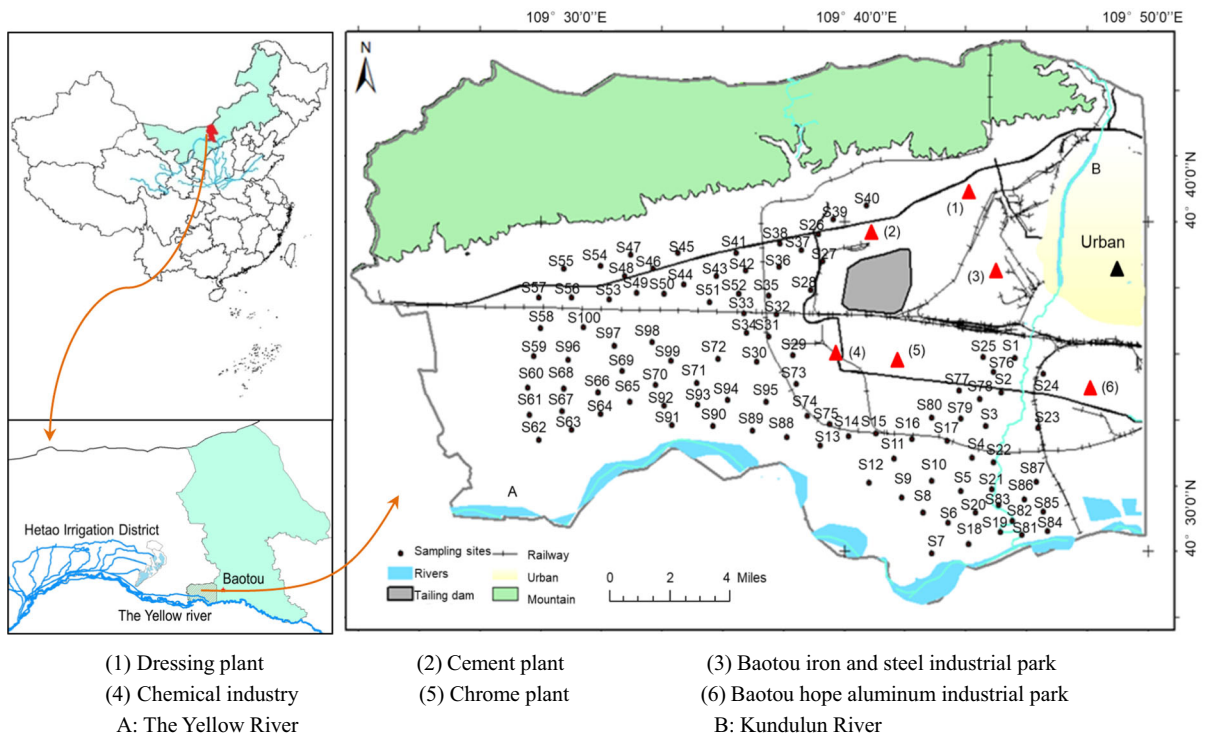 109° 30'0''E 109° 40'0''E 109° 50'0''E
N
B
40° 40'0''N
S40
S39
(1)
S26
(2)
S38
S37
Urban
S47 S45 S41
S54 S46 S42 S36 S27
S55 S48 S43
(3)
S44
S49 S50 S51 S52 S35 S28
S57 S56 S53
S33 S32
S58 S100
S97 S98 S34 S31
S59 S96 S99 S72 S30 S29 (4) (5) S25 S1
S69 S76
S60 S68 S70 S71 S73 S77 S78 S2 S24 (6)
S66 S65
S61 S67 S64 S92 S93 S94 S95 S74 S80 S79 S3 S23
S62 S63 S91 S90 S89 S88 S75 S14 S15 S16 S17
S13 S11 S4 S22
S12 S9 S10 S5 S21 S86 S87
A
S8 S20 S83 S82 S85
S6 S18 S19 S81 S84
S7
40° 30'0''N
Hetao Irrigation District
Baotou
The Yellow river
Sampling sites Railway
Rivers Urban
Tailing dam Mountain
0 2 4 Miles
(1) Dressing plant (2) Cement plant (3) Baotou iron and steel industrial park
(4) Chemical industry (5) Chrome plant (6) Baotou hope aluminum industrial park
A: The Yellow River B: Kundulun River